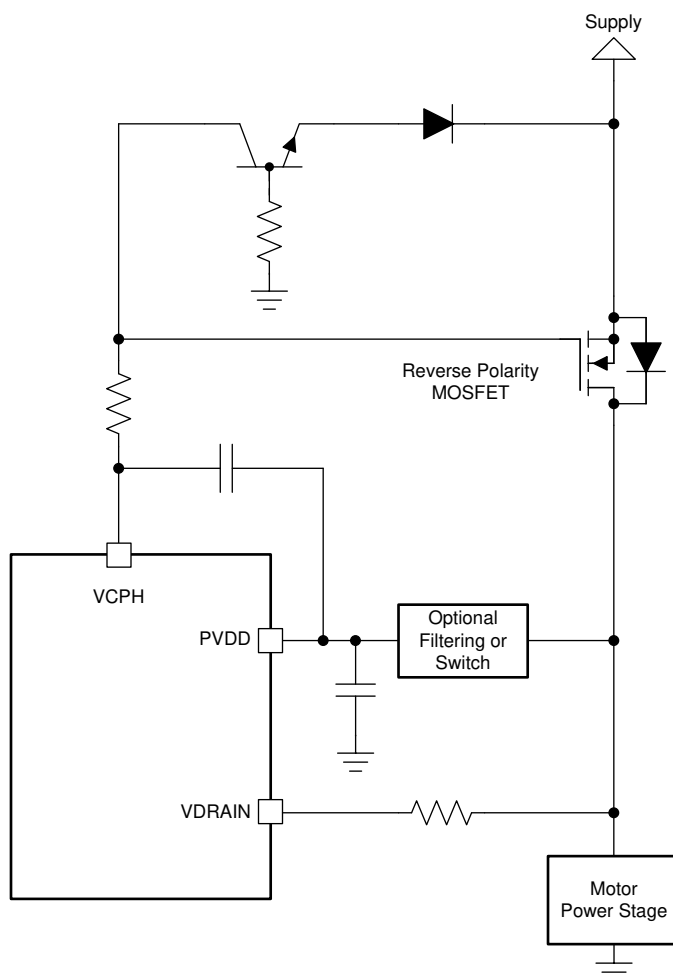 Supply
Reverse Polarity
MOSFET
VCPH
PVDD
Optional
Filtering or
Switch
VDRAIN
Motor
Power Stage